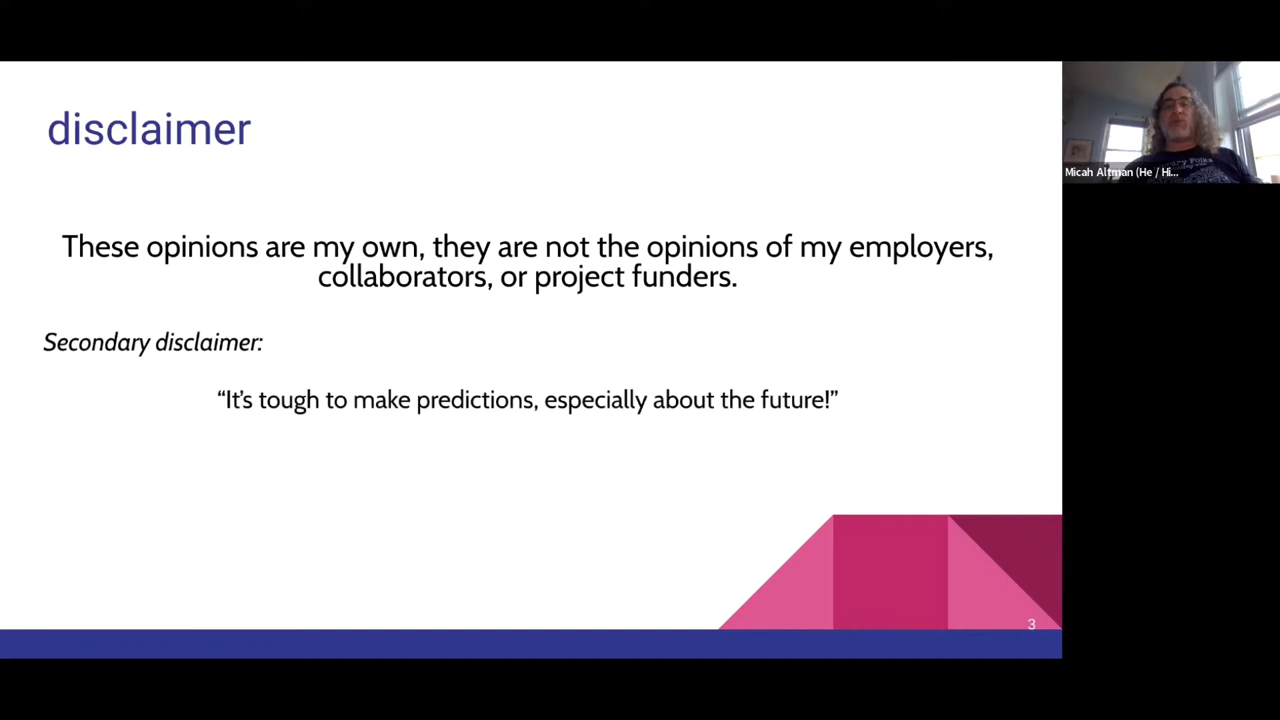 disclaimer
These opinions are my own, they are not the opinions of my employers,
collaborators, or project funders.
Secondary disclaimer:
“It’s tough to make predictions, especially about the future!”
3
Micah Altman (He / Hi...
Folks